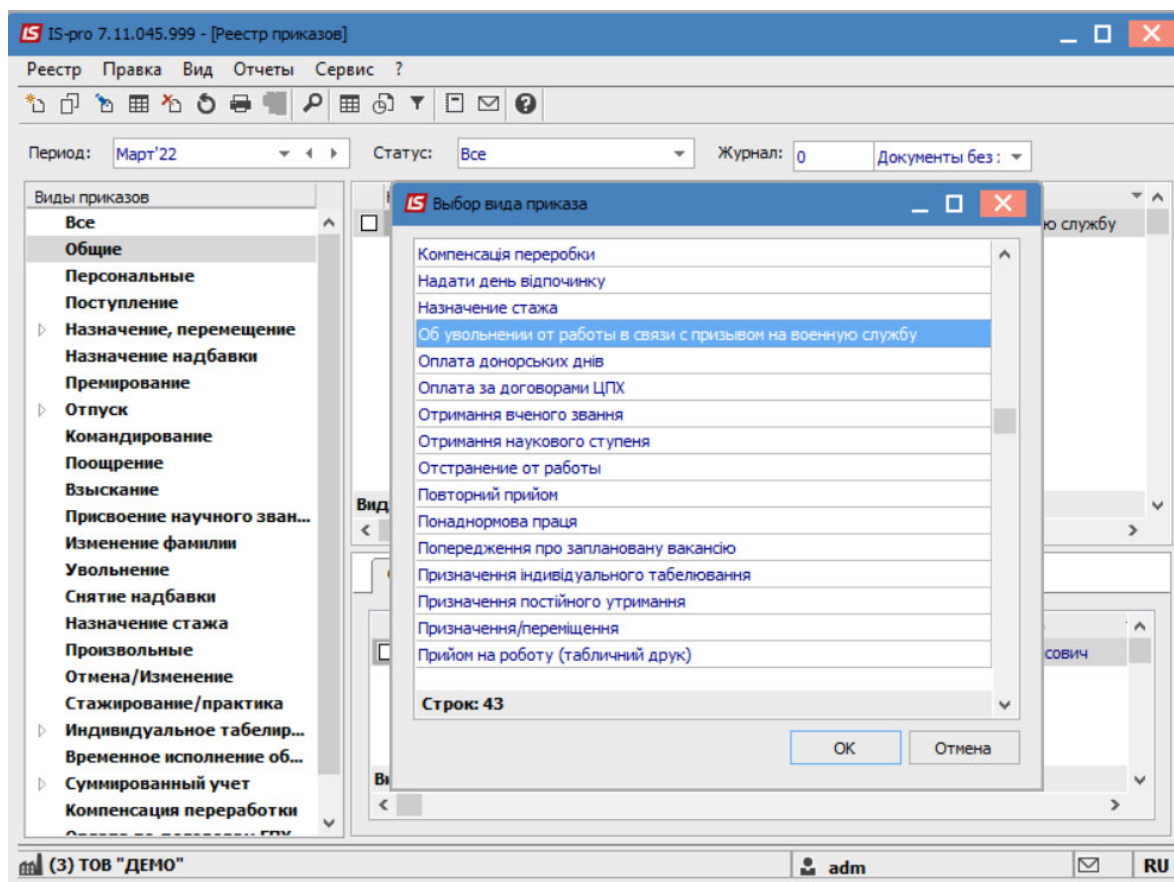 IS-pro 7.11.045.999 - [Реестр приказов]
Реестр Правка Вид Отчеты Сервис ?
Период: Март'22 Статус: Все Журнал: 0 Документы без
Виды приказов
Все
Общие
Персональные
Поступление
Назначение, перемещение
Назначение надбавки
Премирование
Отпуск
Командирование
Поощрение
Взыскание
Присвоение научного зван...
Изменение фамилии
Увольнение
Снятие надбавки
Назначение стажа
Произвольные
Отмена/Изменение
Стажирование/практика
Индивидуальное табелир...
Временное исполнение об...
Суммированный учет
Компенсация переработки
ю службу
Вид
сович
Ви
Выбор вида приказа
Компенсація переробки
Надати день відпочинку
Назначение стажа
Об увольнении от работы в связи с призывом на военную службу
Оплата донорських днів
Оплата за договорами ЦПХ
Отримання вченого звання
Отримання наукового ступеня
Отстранение от работы
Повторний прийом
Понаднормова праця
Попередження про заплановану вакансію
Призначення індивідуального табелювання
Призначення постійного утримання
Призначення/переміщення
Прийом на роботу (табличний друк)
Строк: 43
OK Отмена
(3) ТОВ "ДЕМО" adm RU